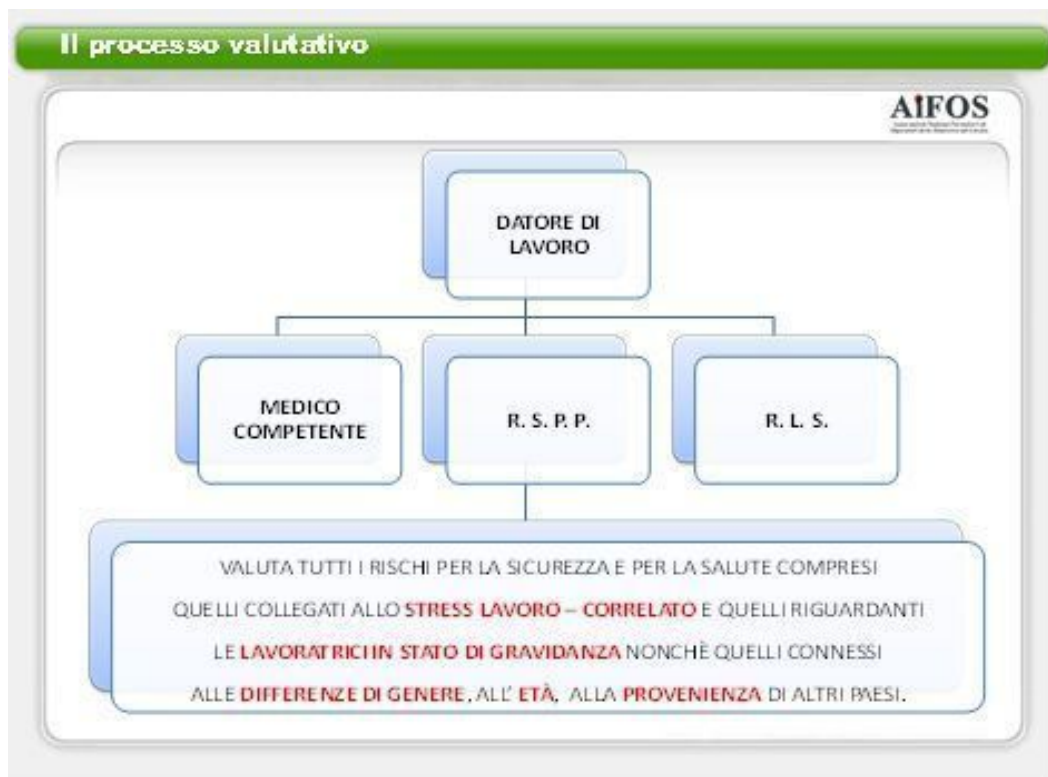 Il processo valutativo
AiFOS
DATORE DI
LAVORO
MEDICO
COMPETENTE
R. S. P. P.
R. L. S.
VALUTA TUTTI I RISCHI PER LA SICUREZZA E PER LA SALUTE COMPRESI
QUELLI COLLEGATI ALLO STRESS LAVORO – CORRELATO E QUELLI RIGUARDANTI
LE LAVORATRICI IN STATO DI GRAVIDANZA NONCHÈ QUELLI CONNESSI
ALLE DIFFERENZE DI GENERE, ALL' ETÀ, ALLA PROVENIENZA DI ALTRI PAESI.